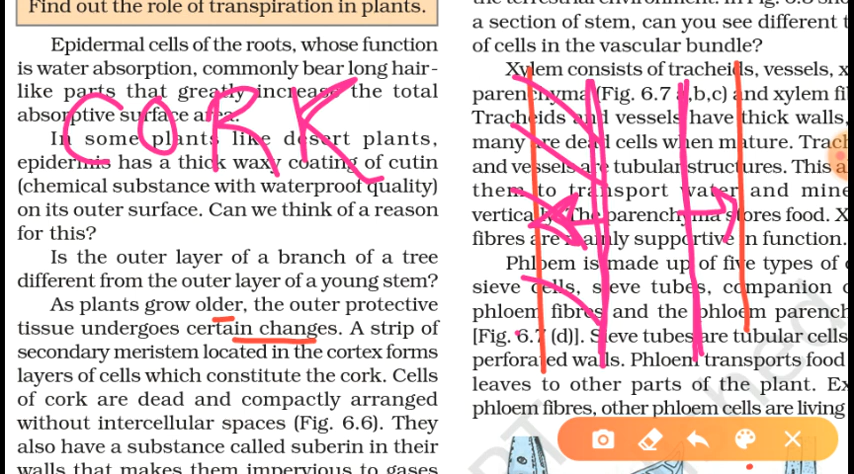 Find out the role of transpiration in plants.
Epidermal cells of the roots, whose function
is water absorption, commonly bear long hair-
like parts that greatly increase the total
absorptive surface area.
In some plants like desert plants,
epidermis has a thick waxy coating of cutin
(chemical substance with waterproof quality)
on its outer surface. Can we think of a reason
for this?
Is the outer layer of a branch of a tree
different from the outer layer of a young stem?
As plants grow older, the outer protective
tissue undergoes certain changes. A strip of
secondary meristem located in the cortex forms
layers of cells which constitute the cork. Cells
of cork are dead and compactly arranged
without intercellular spaces (Fig. 6.6). They
also have a substance called suberin in their
walls that makes them impervious to gases
CORK
a section of stem, can you see different t
of cells in the vascular bundle?
Xylem consists of tracheids, vessels, x
parenchyma (Fig. 6.7 a,b,c) and xylem fi
Tracheids and vessels have thick walls,
many are dead cells when mature. Trach
and vessels are tubular structures. This a
them to transport water and mine
vertically. The parenchyma stores food. X
fibres are mainly supportive in function.
Phloem is made up of five types of
sieve cells, sieve tubes, companion c
phloem fibres and the phloem parench
[Fig. 6.7 (d)]. Sieve tubes are tubular cells
perforated walls. Phloem transports food
leaves to other parts of the plant. Ex
phloem fibres, other phloem cells are living